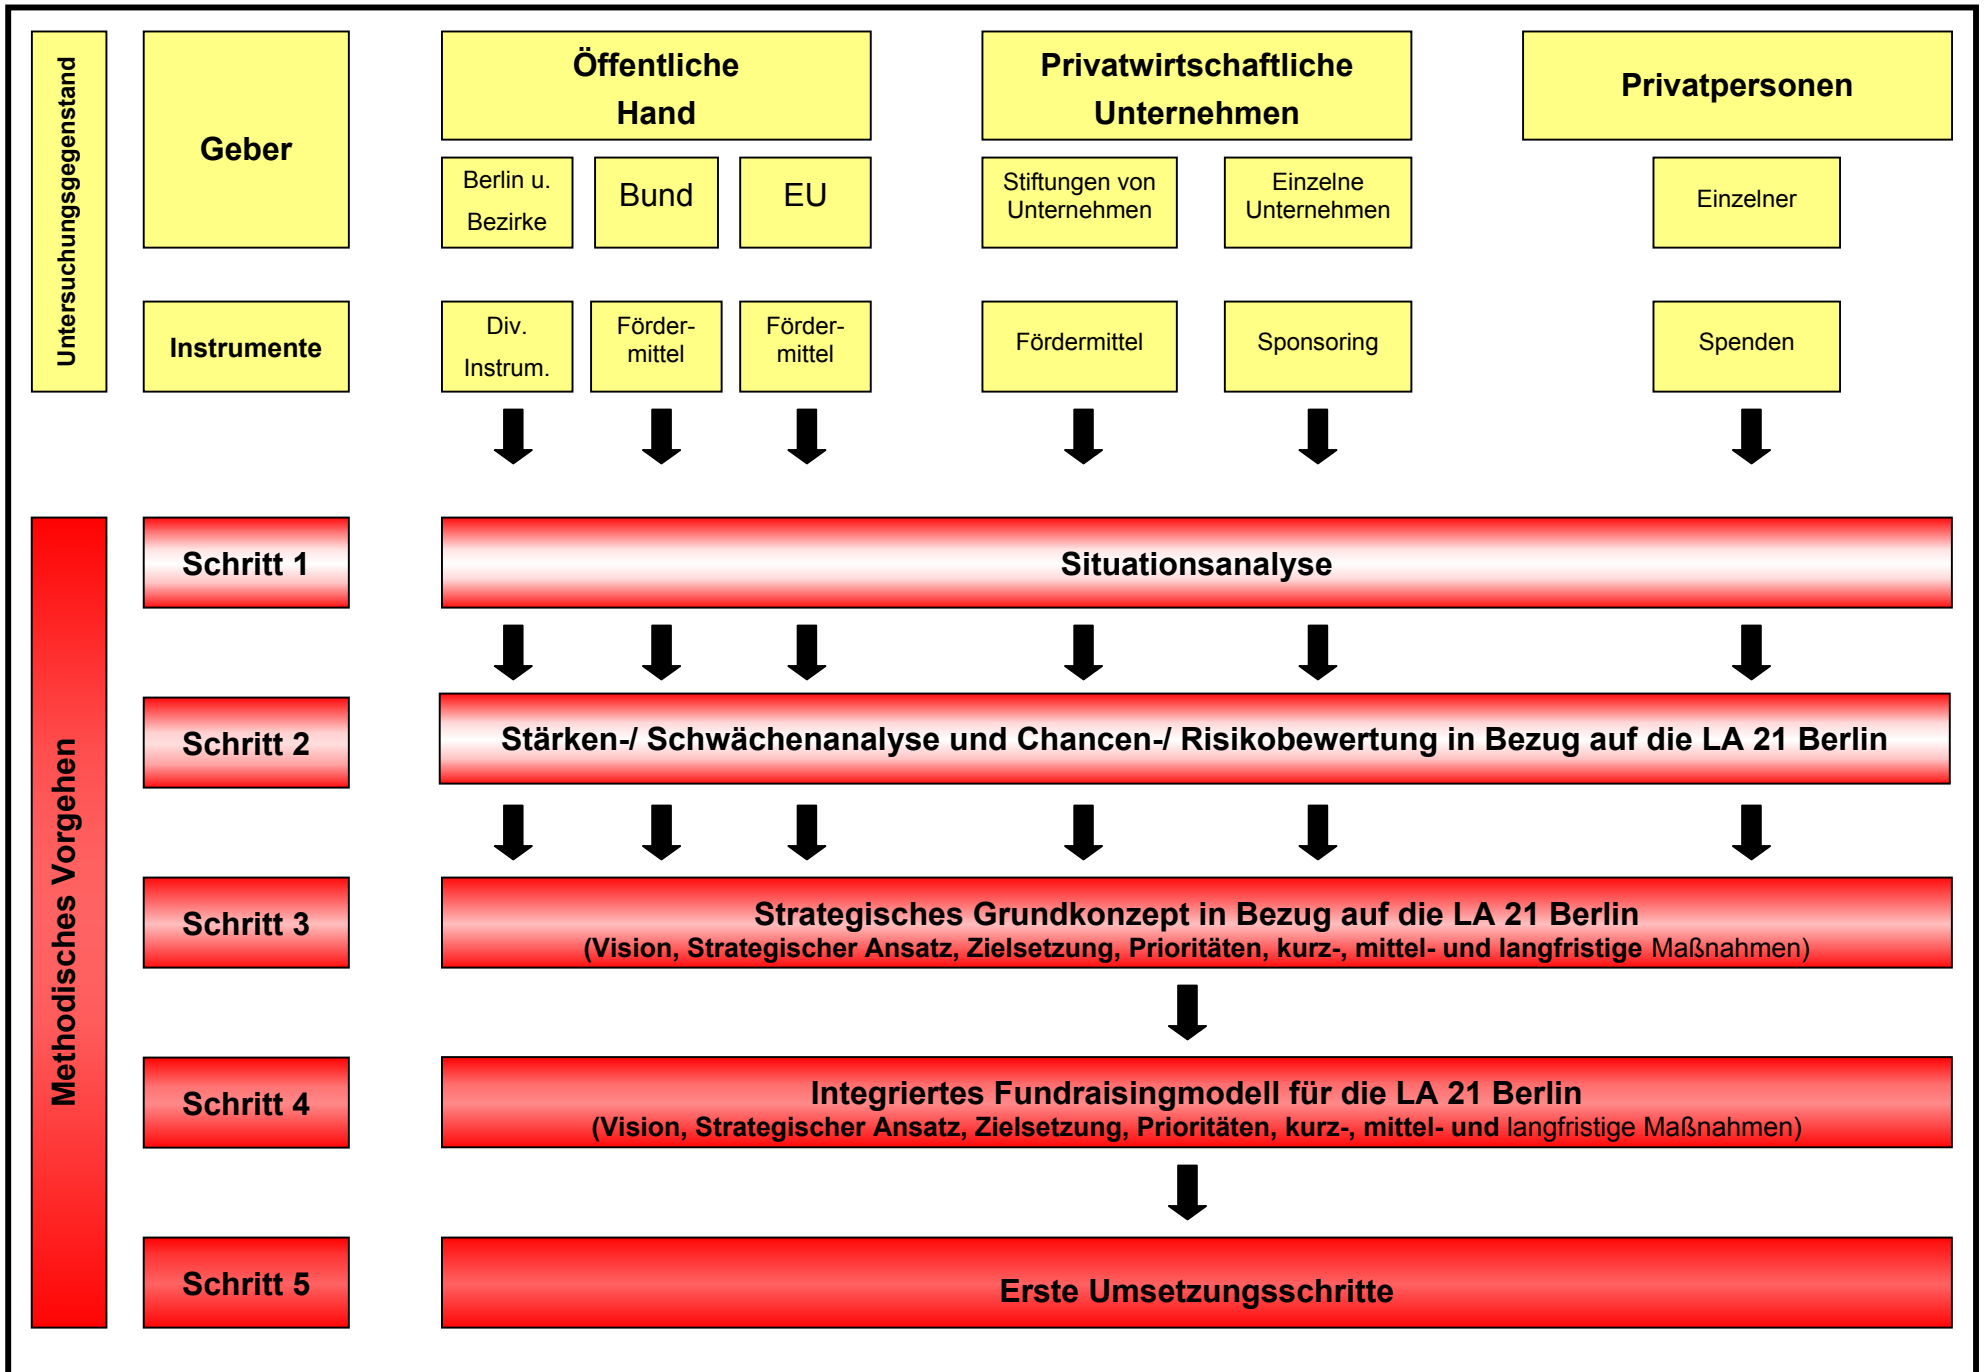 Untersuchungsgegenstand
Geber
Öffentliche
Hand
Privatwirtschaftliche
Unternehmen
Privatpersonen
Berlin u.
Bezirke
Bund
EU
Stiftungen von
Unternehmen
Einzelne
Unternehmen
Einzelner
Instrumente
Div.
Instrum.
Förder-
mittel
Förder-
mittel
Fördermittel
Sponsoring
Spenden
Methodisches Vorgehen
Schritt 1
Situationsanalyse
Schritt 2
Stärken-/ Schwächenanalyse und Chancen-/ Risikobewertung in Bezug auf die LA 21 Berlin
Schritt 3
Strategisches Grundkonzept in Bezug auf die LA 21 Berlin
(Vision, Strategischer Ansatz, Zielsetzung, Prioritäten, kurz-, mittel- und langfristige Maßnahmen)
Schritt 4
Integriertes Fundraisingmodell für die LA 21 Berlin
(Vision, Strategischer Ansatz, Zielsetzung, Prioritäten, kurz-, mittel- und langfristige Maßnahmen)
Schritt 5
Erste Umsetzungsschritte